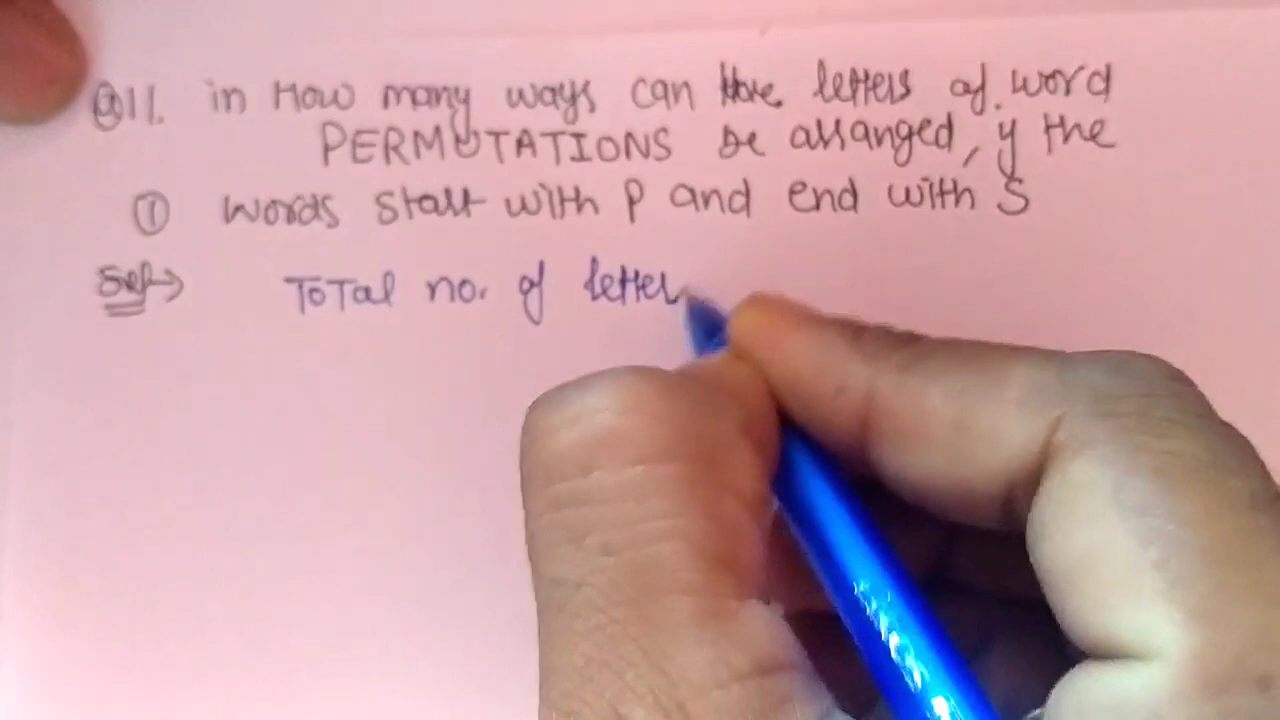 Q11. in How many ways can the letters of word
PERMUTATIONS be arranged, if the
① words start with P and end with S
Sol→ Total no. of letter